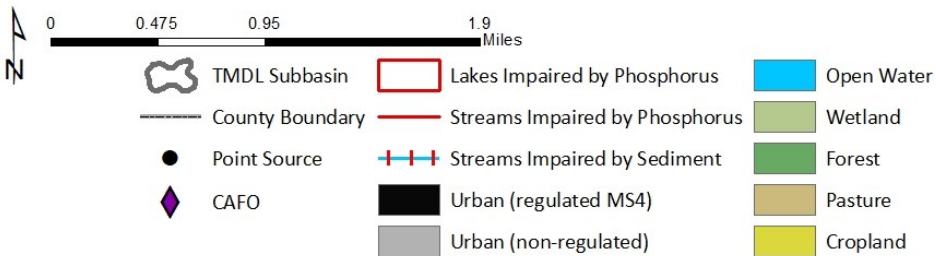 0 0.475 0.95 1.9
Miles
N
TMDL Subbasin
County Boundary
Point Source
CAFO
Lakes Impaired by Phosphorus
Streams Impaired by Phosphorus
Streams Impaired by Sediment
Urban (regulated MS4)
Urban (non-regulated)
Open Water
Wetland
Forest
Pasture
Cropland